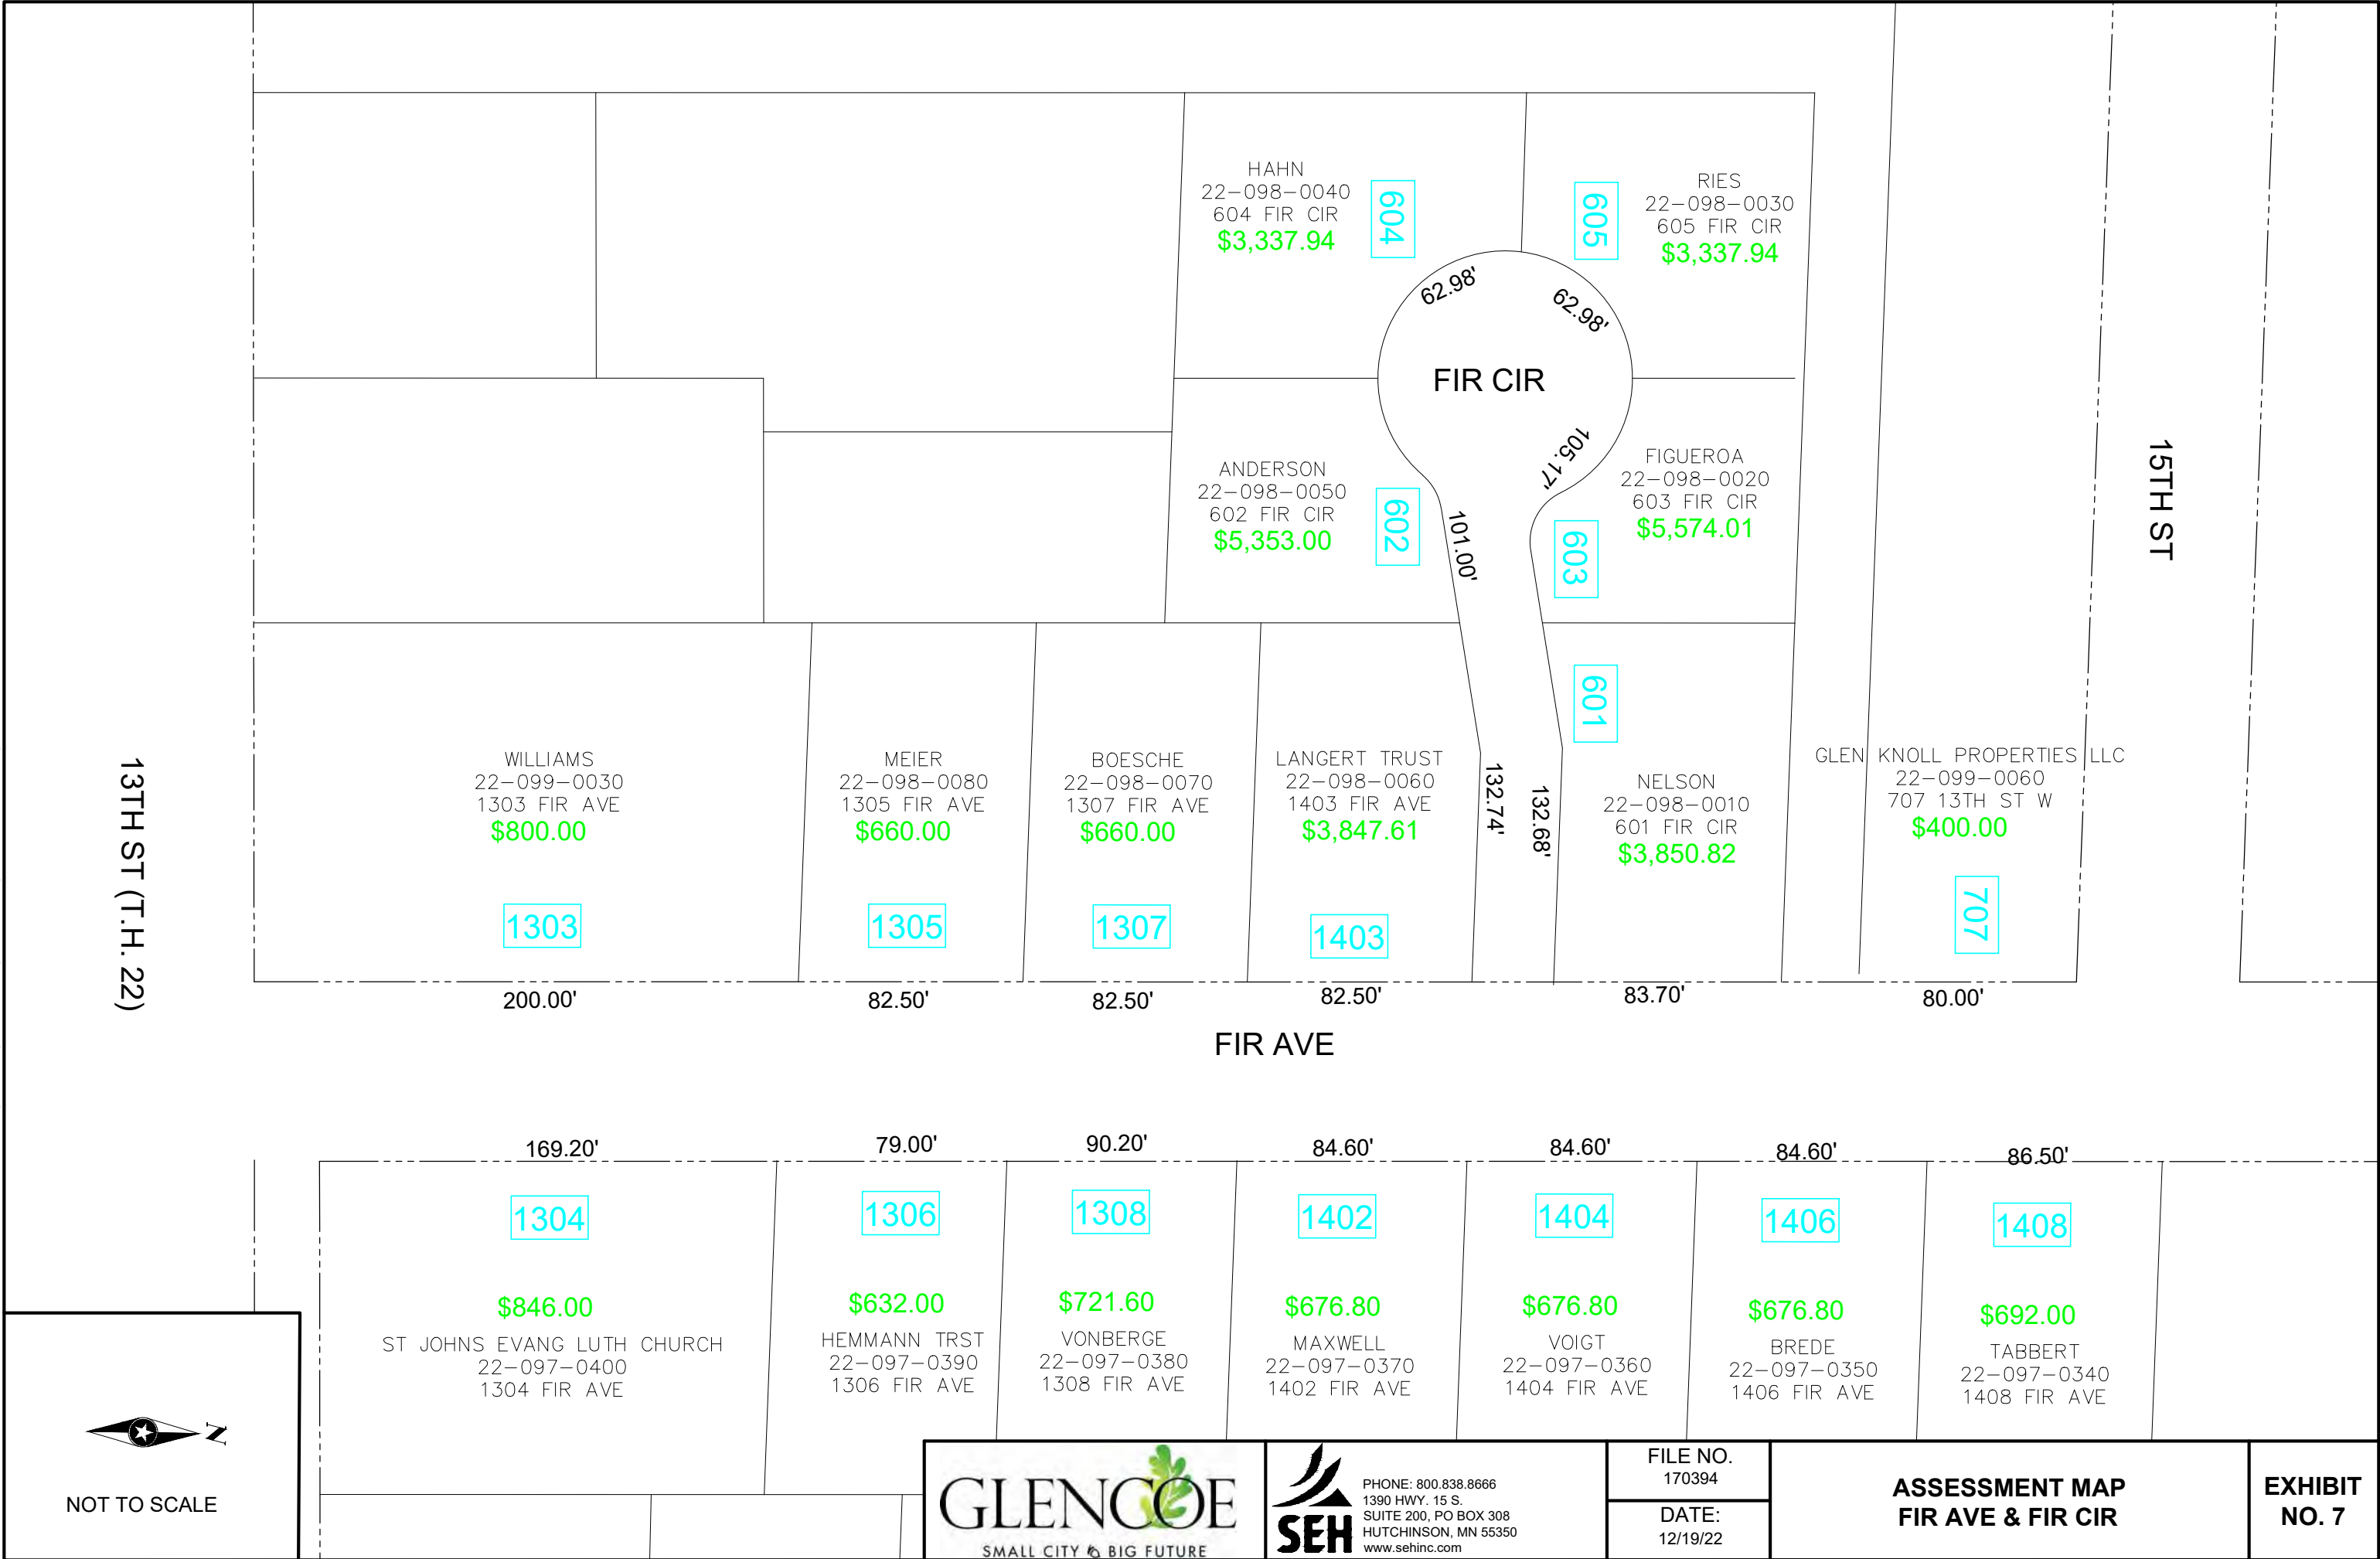 HAHN
22-098-0040
604 FIR CIR
$3,337.94
604
605
RIES
22-098-0030
605 FIR CIR
$3,337.94
62.98'
62.98'
FIR CIR
ANDERSON
22-098-0050
602 FIR CIR
$5,353.00
602
101.00'
105.17'
603
FIGUEROA
22-098-0020
603 FIR CIR
$5,574.01
15TH ST
13TH ST (T.H. 22)
WILLIAMS
22-099-0030
1303 FIR AVE
$800.00
1303
MEIER
22-098-0080
1305 FIR AVE
$660.00
1305
BOESCHE
22-098-0070
1307 FIR AVE
$660.00
1307
LANGERT TRUST
22-098-0060
1403 FIR AVE
$3,847.61
1403
132.74'
132.68'
601
NELSON
22-098-0010
601 FIR CIR
$3,850.82
GLEN KNOLL PROPERTIES LLC
22-099-0060
707 13TH ST W
$400.00
707
200.00'
82.50'
82.50'
82.50'
83.70'
80.00'
FIR AVE
169.20'
79.00'
90.20'
84.60'
84.60'
84.60'
86.50'
1304
$846.00
ST JOHNS EVANG LUTH CHURCH
22-097-0400
1304 FIR AVE
1306
$632.00
HEMMANN TRST
22-097-0390
1306 FIR AVE
1308
$721.60
VONBERGE
22-097-0380
1308 FIR AVE
1402
$676.80
MAXWELL
22-097-0370
1402 FIR AVE
1404
$676.80
VOIGT
22-097-0360
1404 FIR AVE
1406
$676.80
BREDE
22-097-0350
1406 FIR AVE
1408
$692.00
TABBERT
22-097-0340
1408 FIR AVE
N
NOT TO SCALE
GLENCOE
SMALL CITY BIG FUTURE
SEH
PHONE: 800.838.8666
1390 HWY. 15 S.
SUITE 200, PO BOX 308
HUTCHINSON, MN 55350
www.sehinc.com
FILE NO.
170394
DATE:
12/19/22
ASSESSMENT MAP
FIR AVE & FIR CIR
EXHIBIT
NO. 7